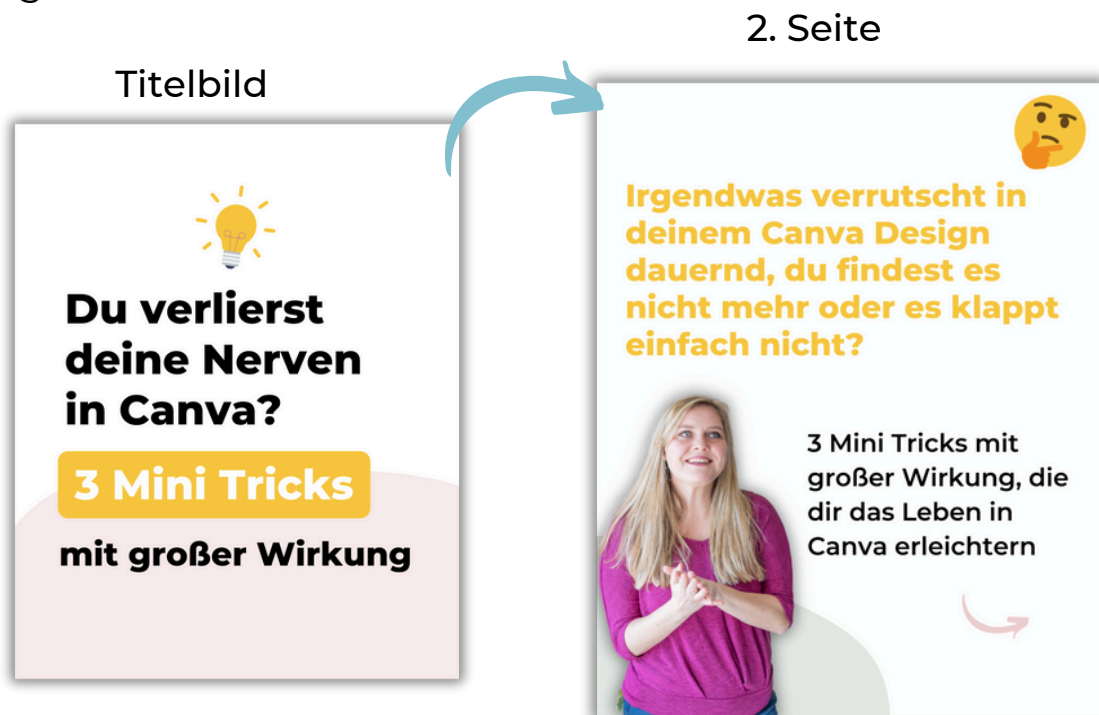 Titelbild
Du verlierst
deine Nerven
in Canva?
3 Mini Tricks
mit großer Wirkung
2. Seite
Irgendwas verrutscht in
deinem Canva Design
dauernd, du findest es
nicht mehr oder es klappt
einfach nicht?
3 Mini Tricks mit
großer Wirkung, die
dir das Leben in
Canva erleichtern